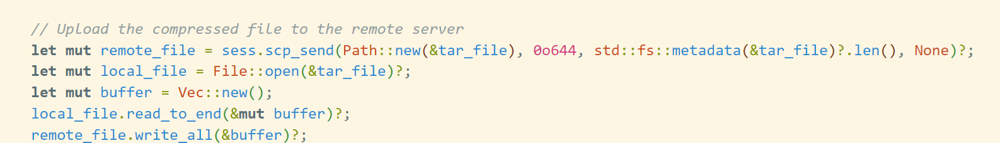 // Upload the compressed file to the remote server
let mut remote_file = sess.scp_send(Path::new(&tar_file), 0o644, std::fs::metadata(&tar_file)?.len(), None)?;
let mut local_file = File::open(&tar_file)?;
let mut buffer = Vec::new();
local_file.read_to_end(&mut buffer)?;
remote_file.write_all(&buffer)?;